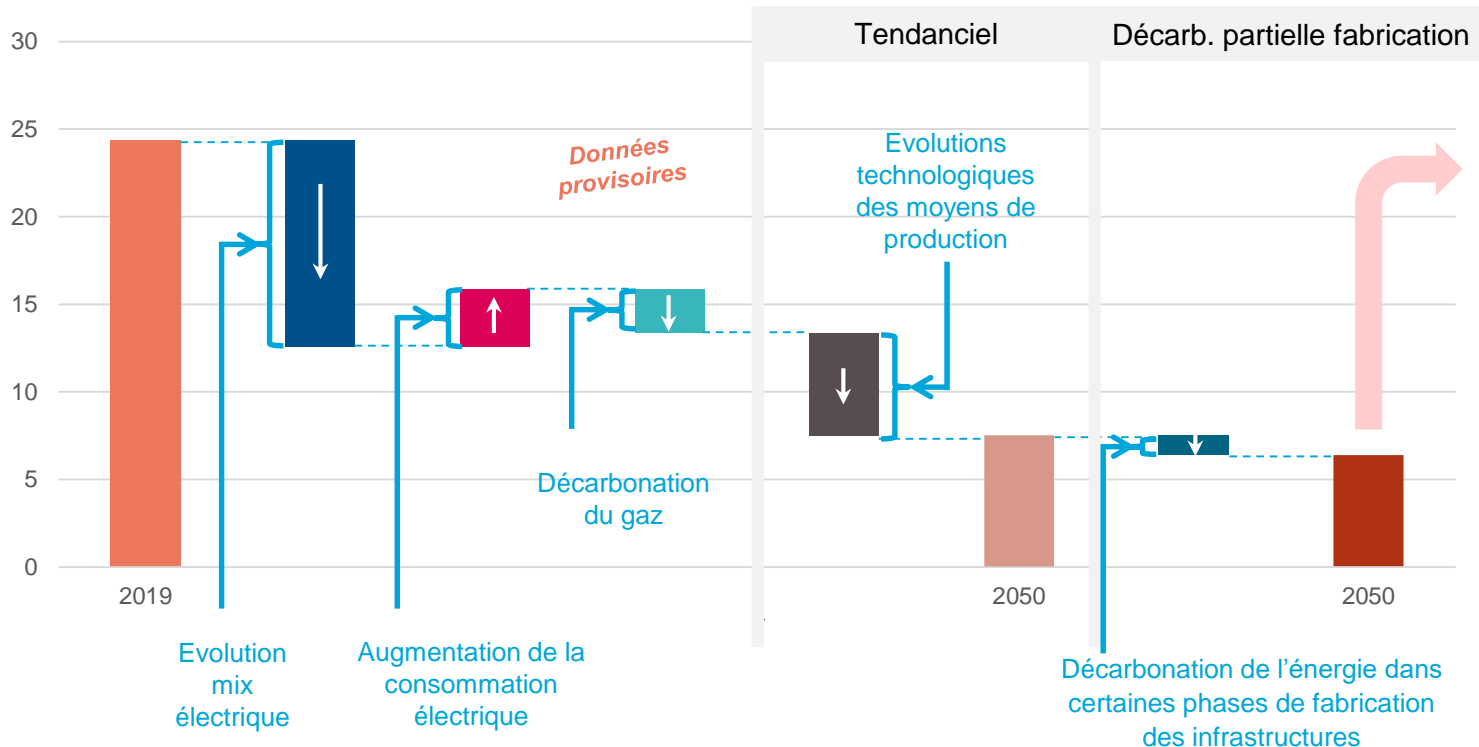 Tendanciel
Décarb. partielle fabrication
30
25
20
15
10
5
0
Données
provisoires
Evolutions
technologiques
des moyens de
production
Décarbonation
du gaz
2019
2050
2050
Evolution
mix
électrique
Augmentation de la
consommation
électrique
Décarbonation de l’énergie dans
certaines phases de fabrication
des infrastructures